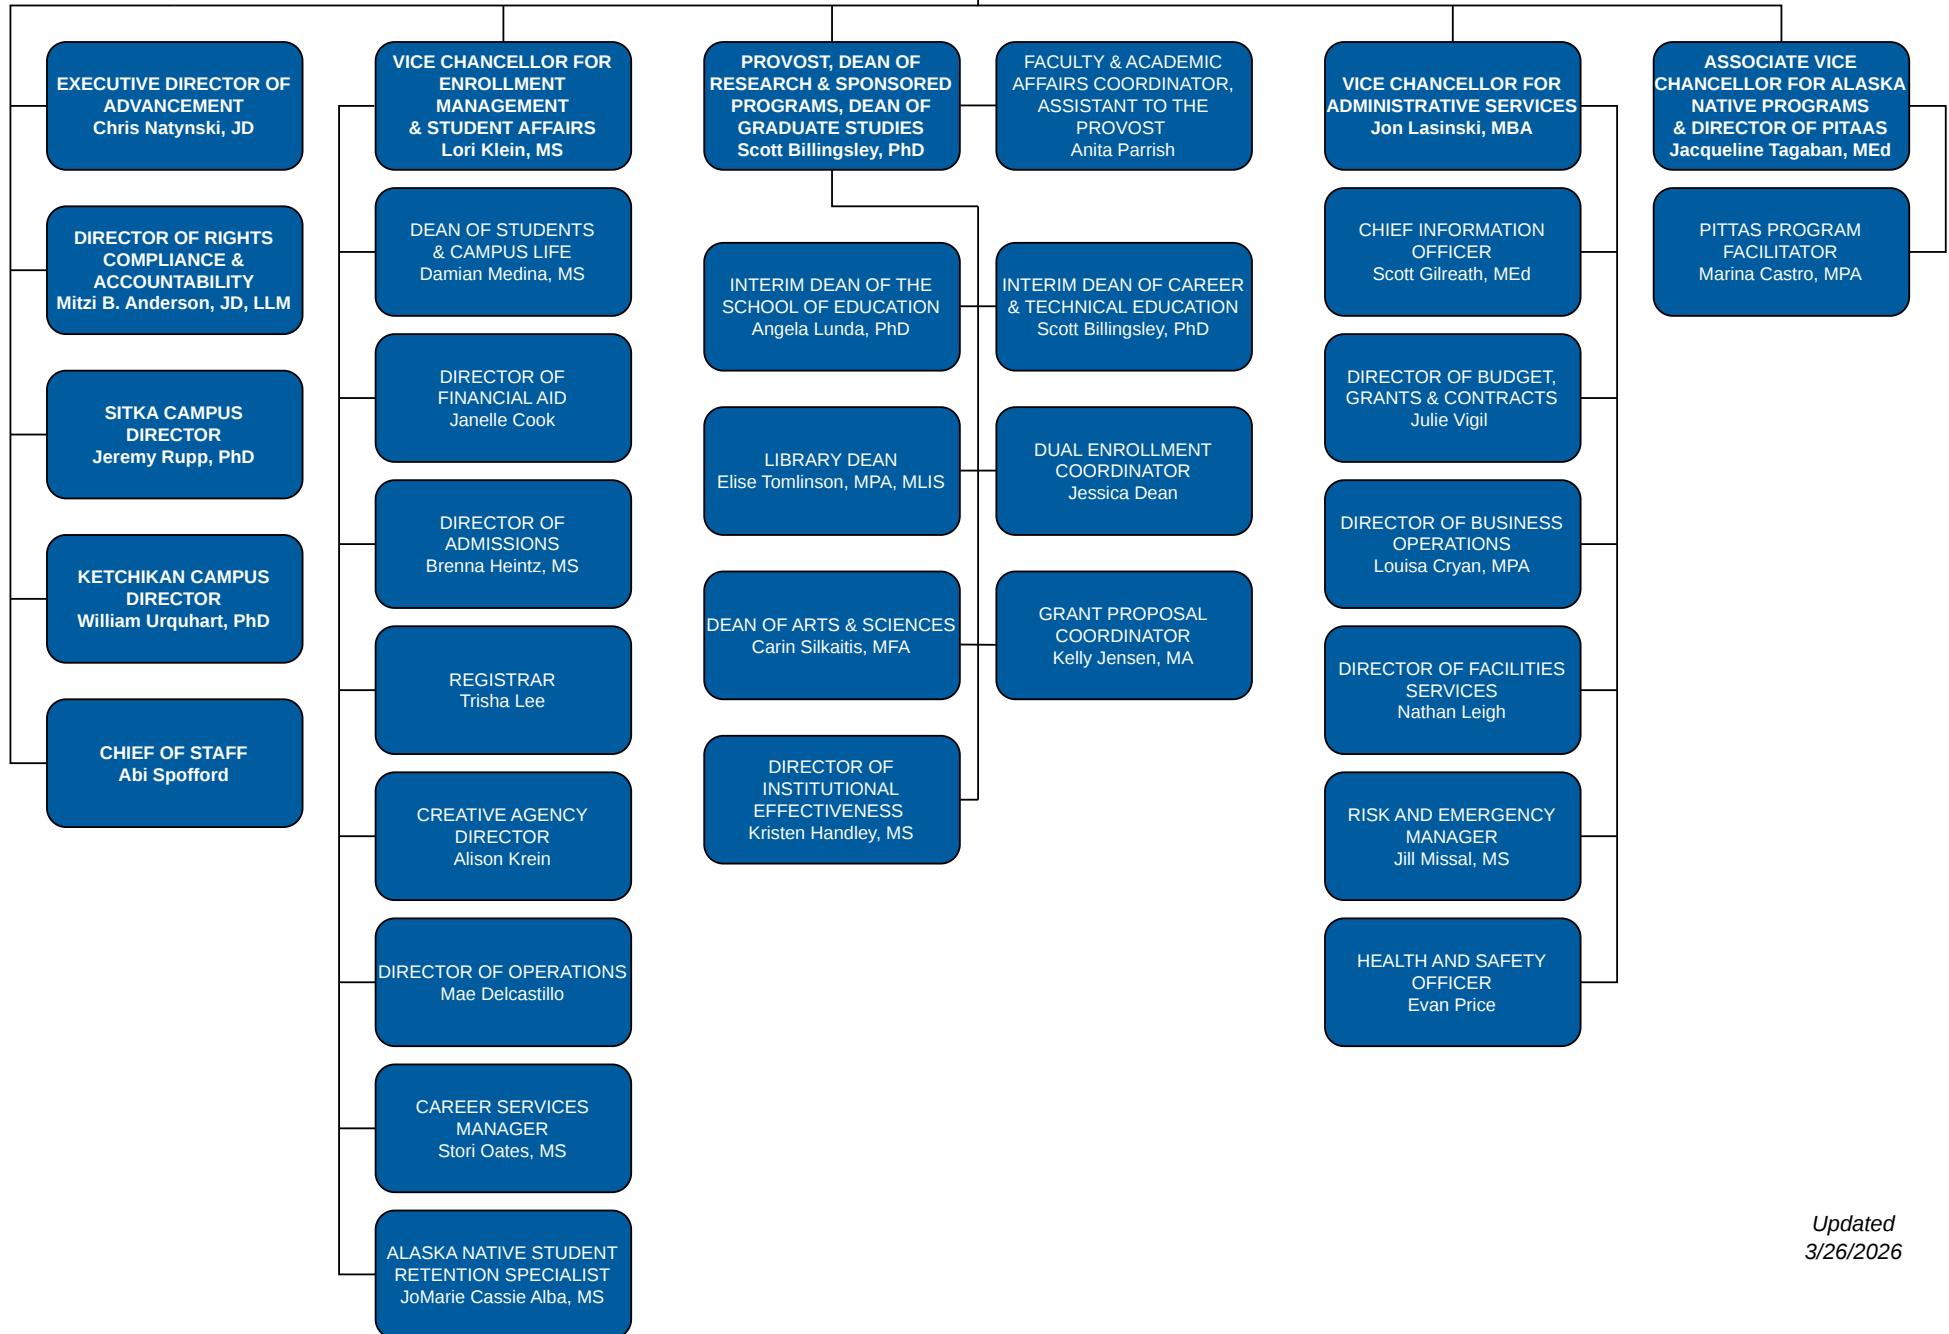 EXECUTIVE DIRECTOR OF
ADVANCEMENT
Chris Natynski, JD
DIRECTOR OF RIGHTS
COMPLIANCE &
ACCOUNTABILITY
Mitzi B. Anderson, JD, LLM
SITKA CAMPUS
DIRECTOR
Jeremy Rupp, PhD
KETCHIKAN CAMPUS
DIRECTOR
William Urquhart, PhD
CHIEF OF STAFF
Abi Spofford
VICE CHANCELLOR FOR
ENROLLMENT
MANAGEMENT
& STUDENT AFFAIRS
Lori Klein, MS
DEAN OF STUDENTS
& CAMPUS LIFE
Damian Medina, MS
DIRECTOR OF
FINANCIAL AID
Janelle Cook
DIRECTOR OF
ADMISSIONS
Brenna Heintz, MS
REGISTRAR
Trisha Lee
CREATIVE AGENCY
DIRECTOR
Alison Krein
DIRECTOR OF OPERATIONS
Mae Delcastillo
CAREER SERVICES
MANAGER
Stori Oates, MS
ALASKA NATIVE STUDENT
RETENTION SPECIALIST
JoMarie Cassie Alba, MS
PROVOST, DEAN OF
RESEARCH & SPONSORED
PROGRAMS, DEAN OF
GRADUATE STUDIES
Scott Billingsley, PhD
FACULTY & ACADEMIC
AFFAIRS COORDINATOR,
ASSISTANT TO THE
PROVOST
Anita Parrish
INTERIM DEAN OF THE
SCHOOL OF EDUCATION
Angela Lunda, PhD
INTERIM DEAN OF CAREER
& TECHNICAL EDUCATION
Scott Billingsley, PhD
LIBRARY DEAN
Elise Tomlinson, MPA, MLIS
DUAL ENROLLMENT
COORDINATOR
Jessica Dean
DEAN OF ARTS & SCIENCES
Carin Silkaitis, MFA
GRANT PROPOSAL
COORDINATOR
Kelly Jensen, MA
DIRECTOR OF
INSTITUTIONAL
EFFECTIVENESS
Kristen Handley, MS
VICE CHANCELLOR FOR
ADMINISTRATIVE SERVICES
Jon Lasinski, MBA
CHIEF INFORMATION
OFFICER
Scott Gilreath, MEd
DIRECTOR OF BUDGET,
GRANTS & CONTRACTS
Julie Vigil
DIRECTOR OF BUSINESS
OPERATIONS
Louisa Cryan, MPA
DIRECTOR OF FACILITIES
SERVICES
Nathan Leigh
RISK AND EMERGENCY
MANAGER
Jill Missal, MS
HEALTH AND SAFETY
OFFICER
Evan Price
ASSOCIATE VICE
CHANCELLOR FOR ALASKA
NATIVE PROGRAMS
& DIRECTOR OF PITAAS
Jacqueline Tagaban, MEd
PITTAS PROGRAM
FACILITATOR
Marina Castro, MPA
Updated
3/26/2026